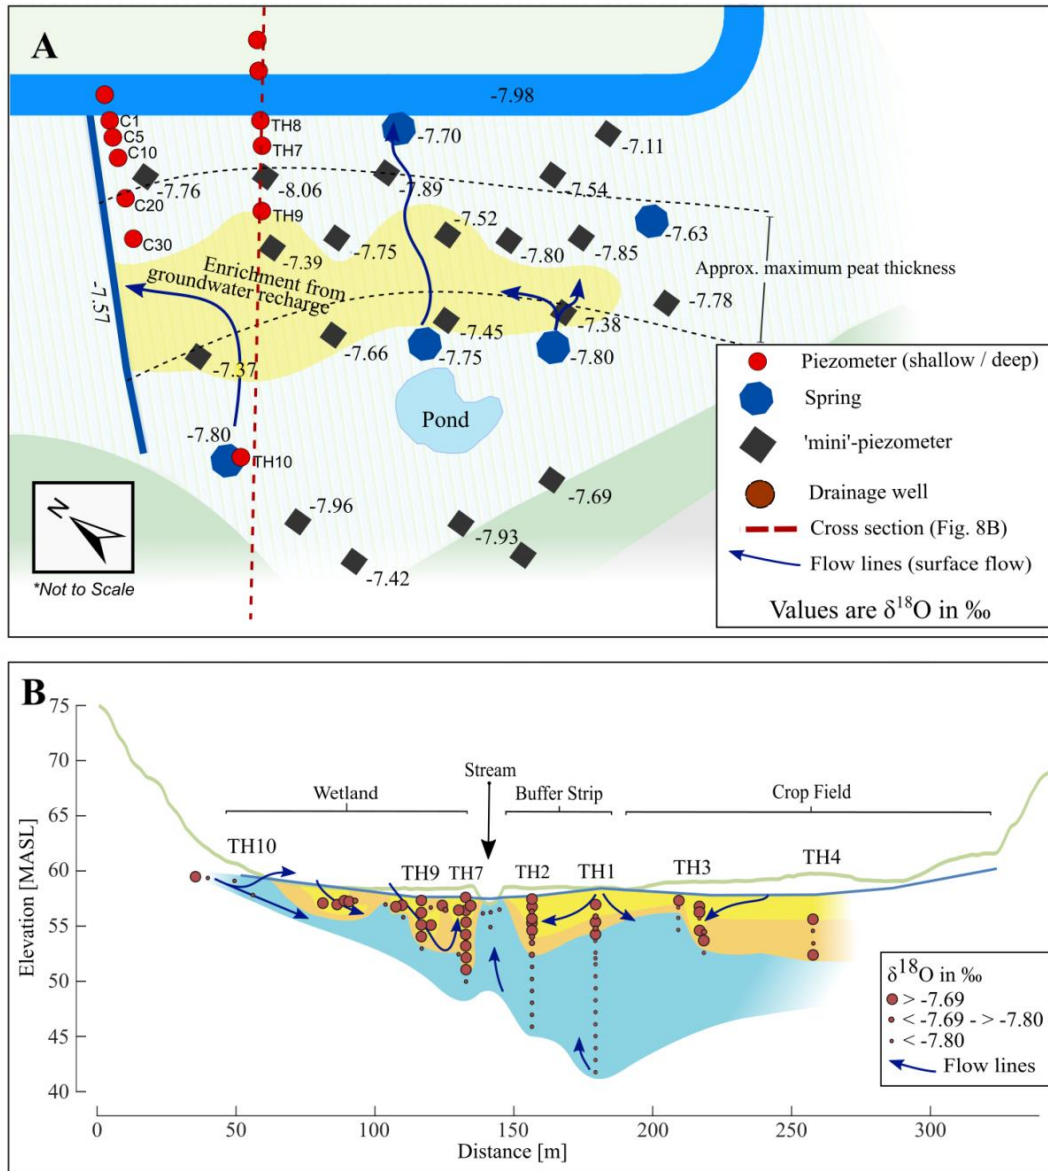 A
-7.98
C1
C5
C10
C20
C30
TH8
TH7
TH9
-7.70
-7.11
-7.76
-8.06
-7.89
-7.54
-7.52
-7.63
-7.39
-7.75
-7.80
-7.85
Enrichment from
groundwater recharge
Approx. maximum peat thickness
-7.57
-7.78
-7.45
-7.38
-7.66
-7.75
-7.80
-7.37
Pond
-7.80
TH10
-7.69
-7.96
-7.93
-7.42
N
*Not to Scale
Piezometer (shallow / deep)
Spring
'mini'-piezometer
Drainage well
Cross section (Fig. 8B)
Flow lines (surface flow)
Values are δ¹⁸O in ‰
B
75
70
65
60
55
50
45
40
Elevation [MASL]
Stream
Wetland
Buffer Strip
Crop Field
TH10
TH9
TH7
TH2
TH1
TH3
TH4
δ¹⁸O in ‰
> -7.69
< -7.69 - > -7.80
< -7.80
Flow lines
0 50 100 150 200 250 300
Distance [m]